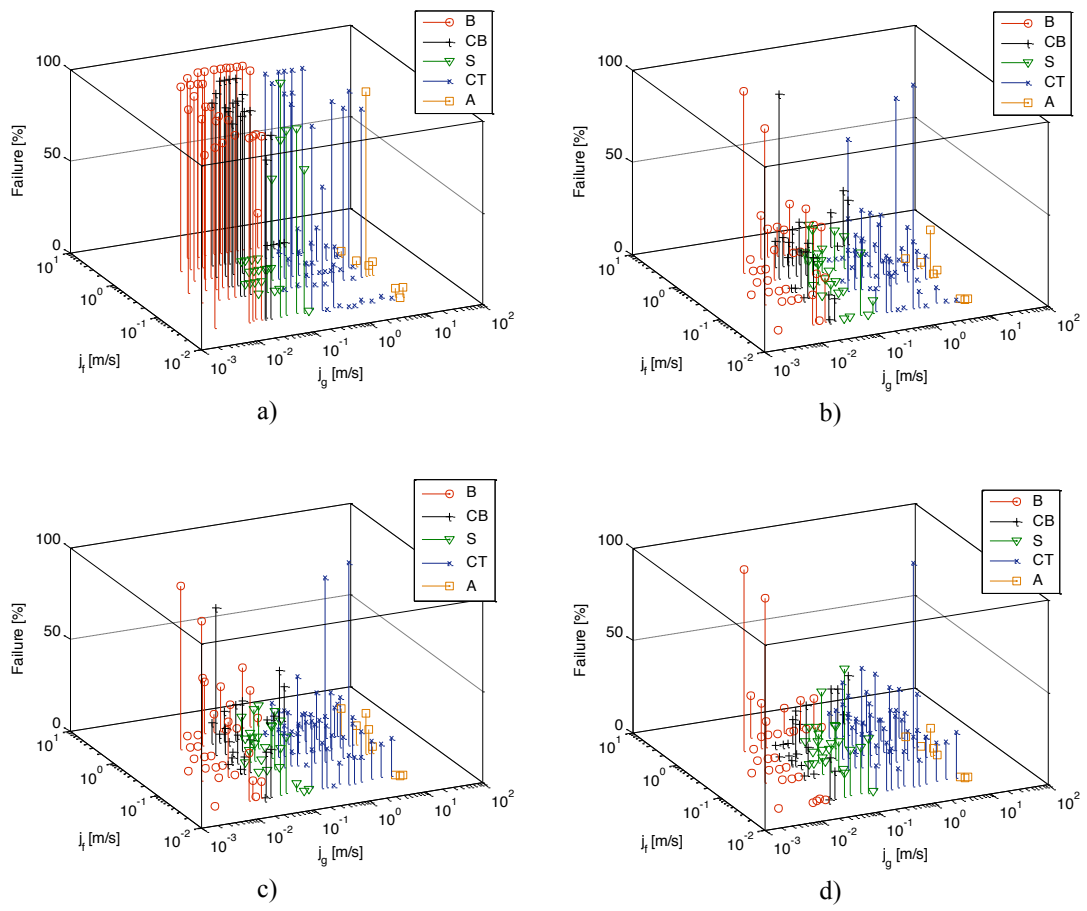 B
CB
S
CT
A
100
50
0
Failure [%]
10^1
10^0
10^-1
10^-2
j_f [m/s]
10^-3
10^-2
10^-1
10^0
10^1
10^2
j_g [m/s]
a)
B
CB
S
CT
A
100
50
0
Failure [%]
10^1
10^0
10^-1
10^-2
j_f [m/s]
10^-3
10^-2
10^-1
10^0
10^1
10^2
j_g [m/s]
b)
B
CB
S
CT
A
100
50
0
Failure [%]
10^1
10^0
10^-1
10^-2
j_f [m/s]
10^-3
10^-2
10^-1
10^0
10^1
10^2
j_g [m/s]
c)
B
CB
S
CT
A
100
50
0
Failure [%]
10^1
10^0
10^-1
10^-2
j_f [m/s]
10^-3
10^-2
10^-1
10^0
10^1
10^2
j_g [m/s]
d)